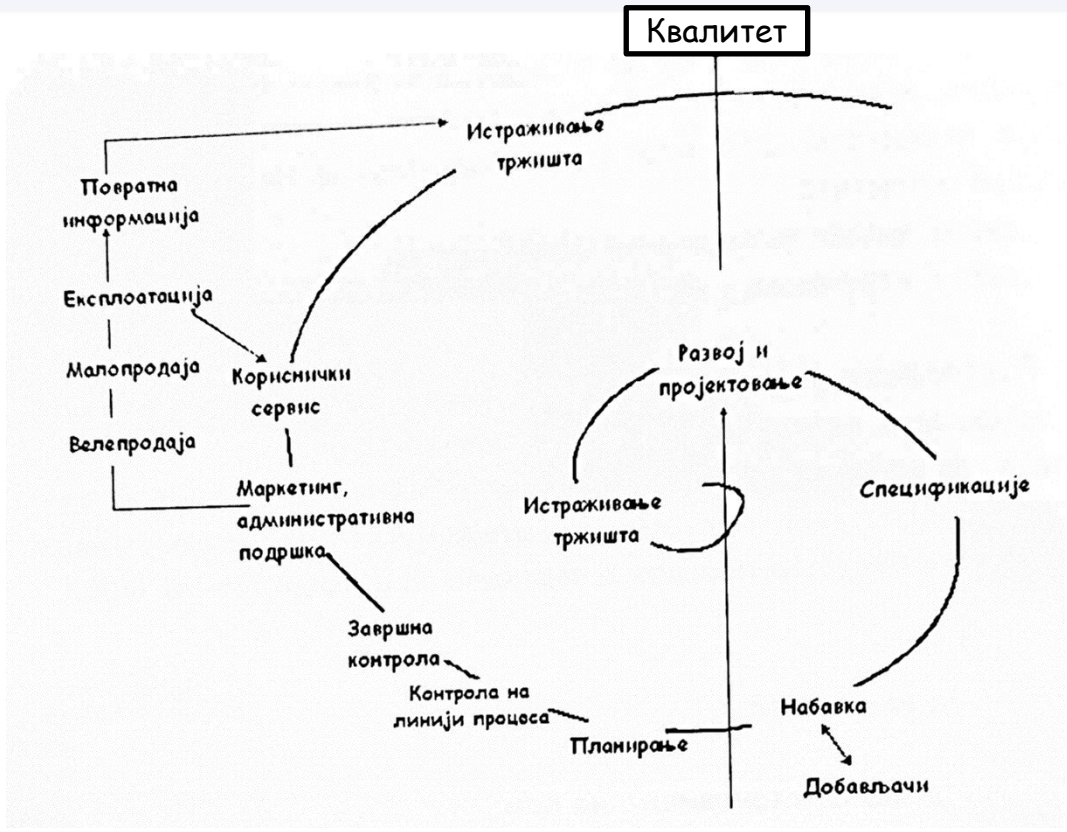 Квалитет
Истраживање
тржишта
Повратна
информација
Експлоатација
Малопродаја
Кориснички
сервис
Велепродаја
Маркетинг,
административна
подршка
Развој и
пројектовање
Истраживање
тржишта
Спецификације
Завршна
контрола
Контрола на
линији процеса
Набавка
Планирање
Добављачи